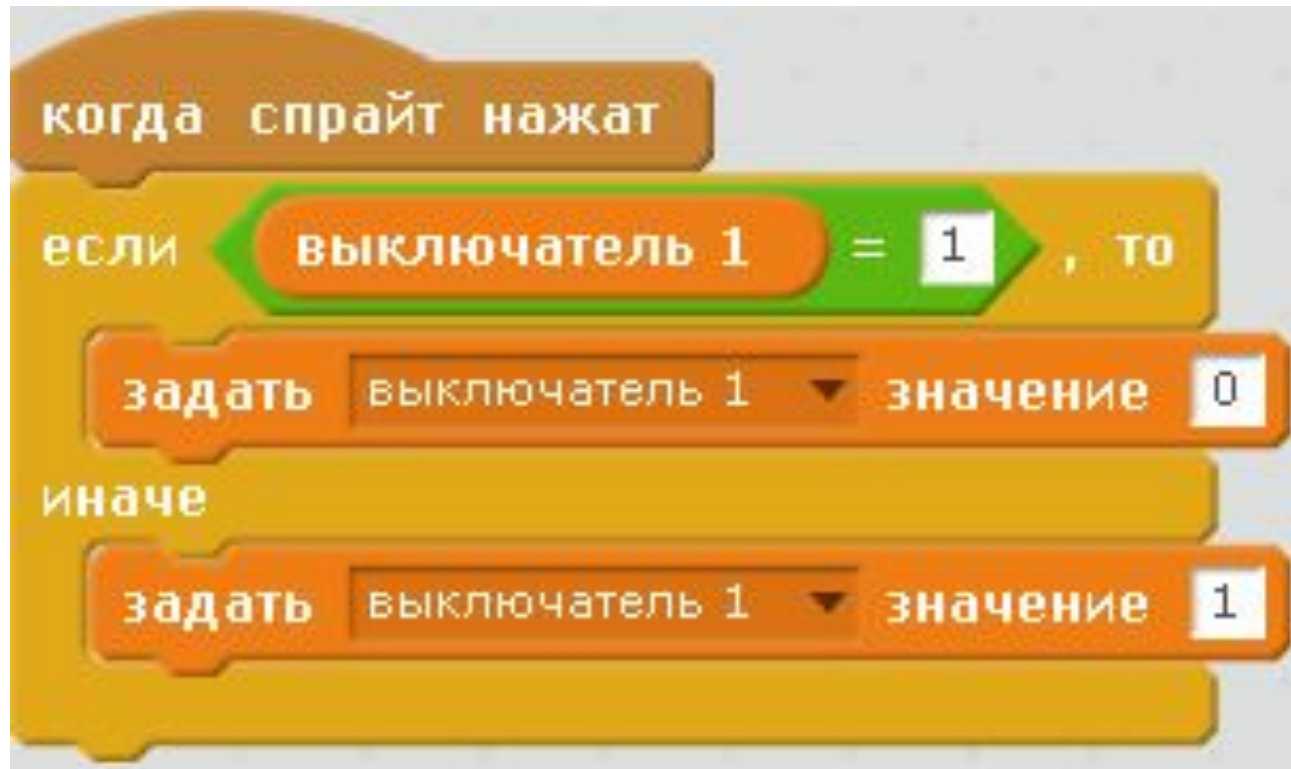 когда спрайт нажат
если выключатель 1 = 1 , то
задать выключатель 1 значение 0
иначе
задать выключатель 1 значение 1